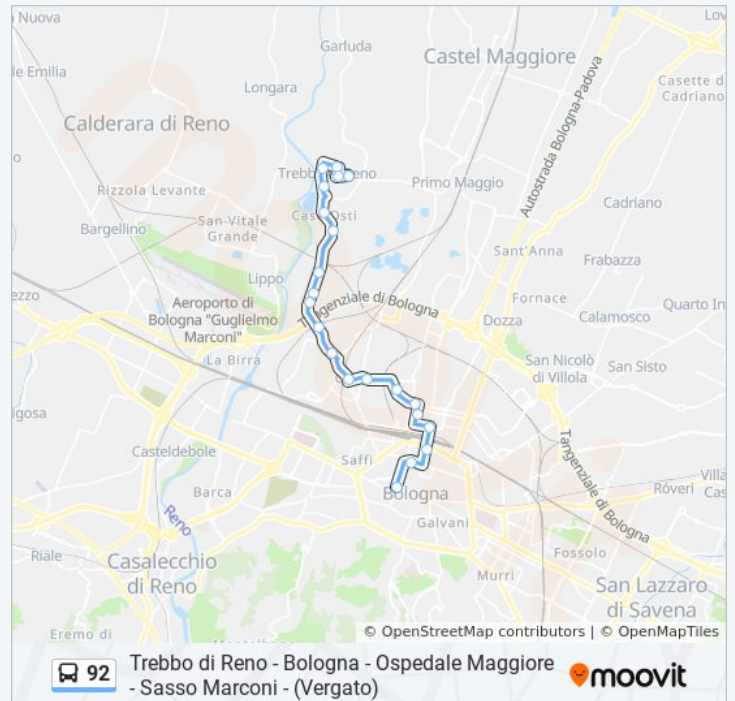 a Nuova
Lov
Garluda
Castel Maggiore
le Emilia
Longara
Casette d
Cadriano
Calderara di Reno
Autostrada Bologna-Padova
o
Trebbo di Reno
Primo Maggio
Rizzola Levante
Cadriano
San-Vitale
Grande
Bargellino
Sant'Anna
Lippo
Frabazza
ezzo
Aeroporto di
Bologna "Guglielmo
Marconi"
Tangenziale di Bologna
Fornace
Quarto In
Calamosco
Dozza
La Birra
San Nicolò
di Villola
San Sisto
igosa
Tangenziale di Bologna
Casteldebole
Saffi
Barca
Bologna
Róveri
Villa
Cas
Reno
Galvani
Riale
Fossolo
Casalecchio
di Reno
Murri
San Lazzaro
di Savena
Eremo di
© OpenStreetMap contributors | © OpenMapTiles
92
Trebbo di Reno - Bologna - Ospedale Maggiore
- Sasso Marconi - (Vergato)
moovit